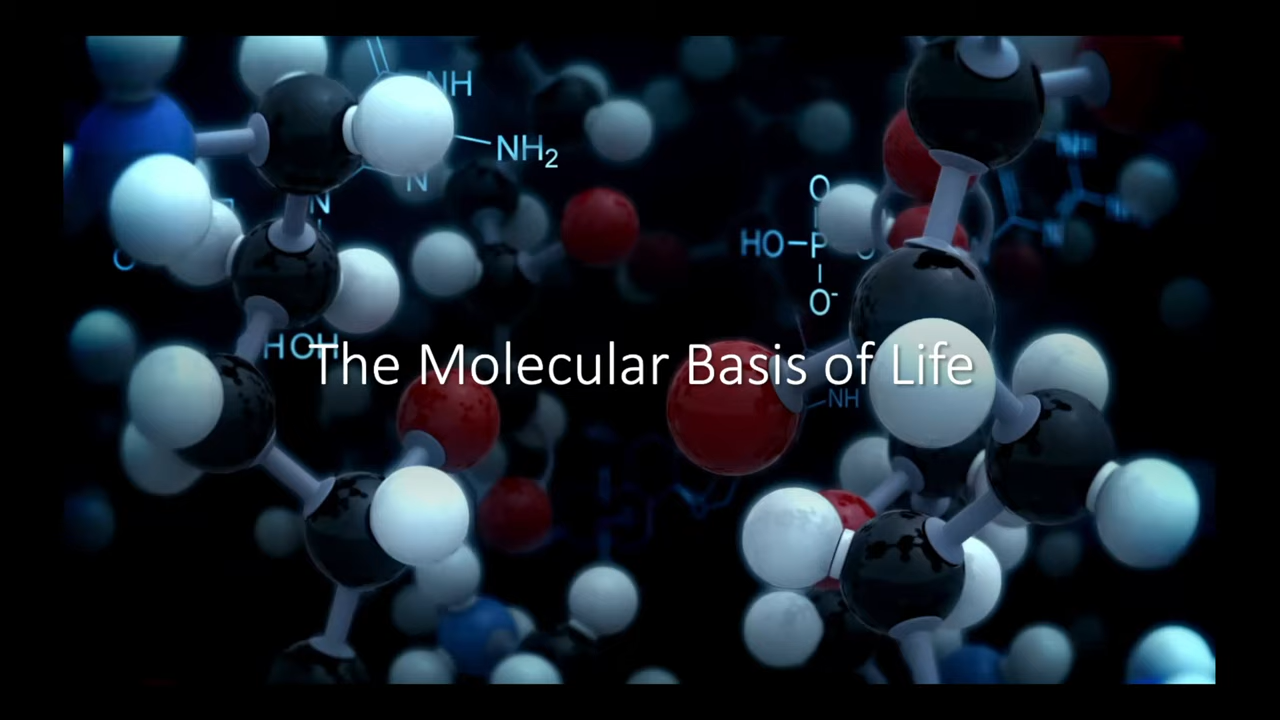 NH
NH₂
N
N
O
HO–P
O⁻
HOH
The Molecular Basis of Life
NH